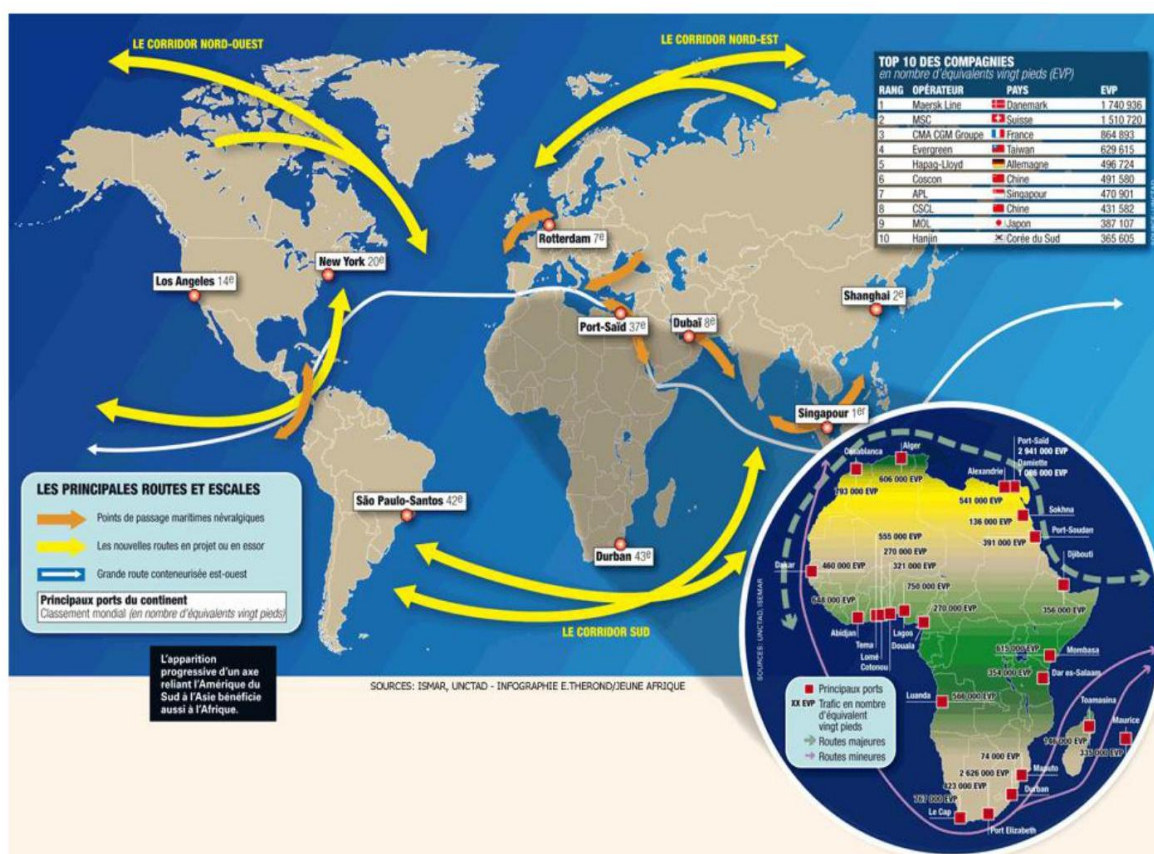 LE CORRIDOR NORD-OUEST
LE CORRIDOR NORD-EST
TOP 10 DES COMPAGNIES
en nombre d'équivalents vingt pieds (EVP)
RANG OPÉRATEUR PAYS EVP
1 Maersk Line Danemark 1 740 936
2 MSC Suisse 1 510 720
3 CMA CGM Groupe France 864 893
4 Evergreen Taiwan 629 615
5 Hapag-Lloyd Allemagne 496 724
6 Coscon Chine 491 580
7 APL Singapour 470 901
8 CSCL Chine 431 582
9 MOL Japon 387 107
10 Hanjin Corée du Sud 365 605
Rotterdam 7e
New York 20e
Los Angeles 14e
Shanghai 2e
Port-Saïd 37e
Dubaï 8e
Singapour 1er
São Paulo-Santos 42e
Durban 43e
LE CORRIDOR SUD
LES PRINCIPALES ROUTES ET ESCALES
Points de passage maritimes névralgiques
Les nouvelles routes en projet ou en essor
Grande route conteneurisée est-ouest
Principaux ports du continent
Classement mondial (en nombre d'équivalents vingt pieds)
L'apparition
progressive d'un axe
reliant l'Amérique du
Sud à l'Asie bénéficie
aussi à l'Afrique.
SOURCES: ISMAR, UNCTAD - INFOGRAPHIE E.THEROND/JEUNE AFRIQUE
SOURCES: UNCTAD, ISEMAR
Casablanca
Alger
Port-Saïd
2 941 000 EVP
Damiette
Alexandrie
793 000 EVP
606 000 EVP
541 000 EVP
Sokhna
136 000 EVP
Port-Soudan
391 000 EVP
555 000 EVP
270 000 EVP
Djibouti
Dakar
460 000 EVP
321 000 EVP
750 000 EVP
270 000 EVP
356 000 EVP
EVP
Abidjan
Tema
Lomé
Cotonou
Lagos
Douala
615 000 EVP
Mombasa
354 000 EVP
Dar es-Salaam
Luanda
566 000 EVP
Toamasina
146 000 EVP
Maurice
335 000 EVP
74 000 EVP
Maputo
2 626 000 EVP
Durban
423 000 EVP
767 000 EVP
Le Cap
Port Elizabeth
Principaux ports
XX EVP Trafic en nombre
d'équivalent
vingt pieds
Routes majeures
Routes mineures